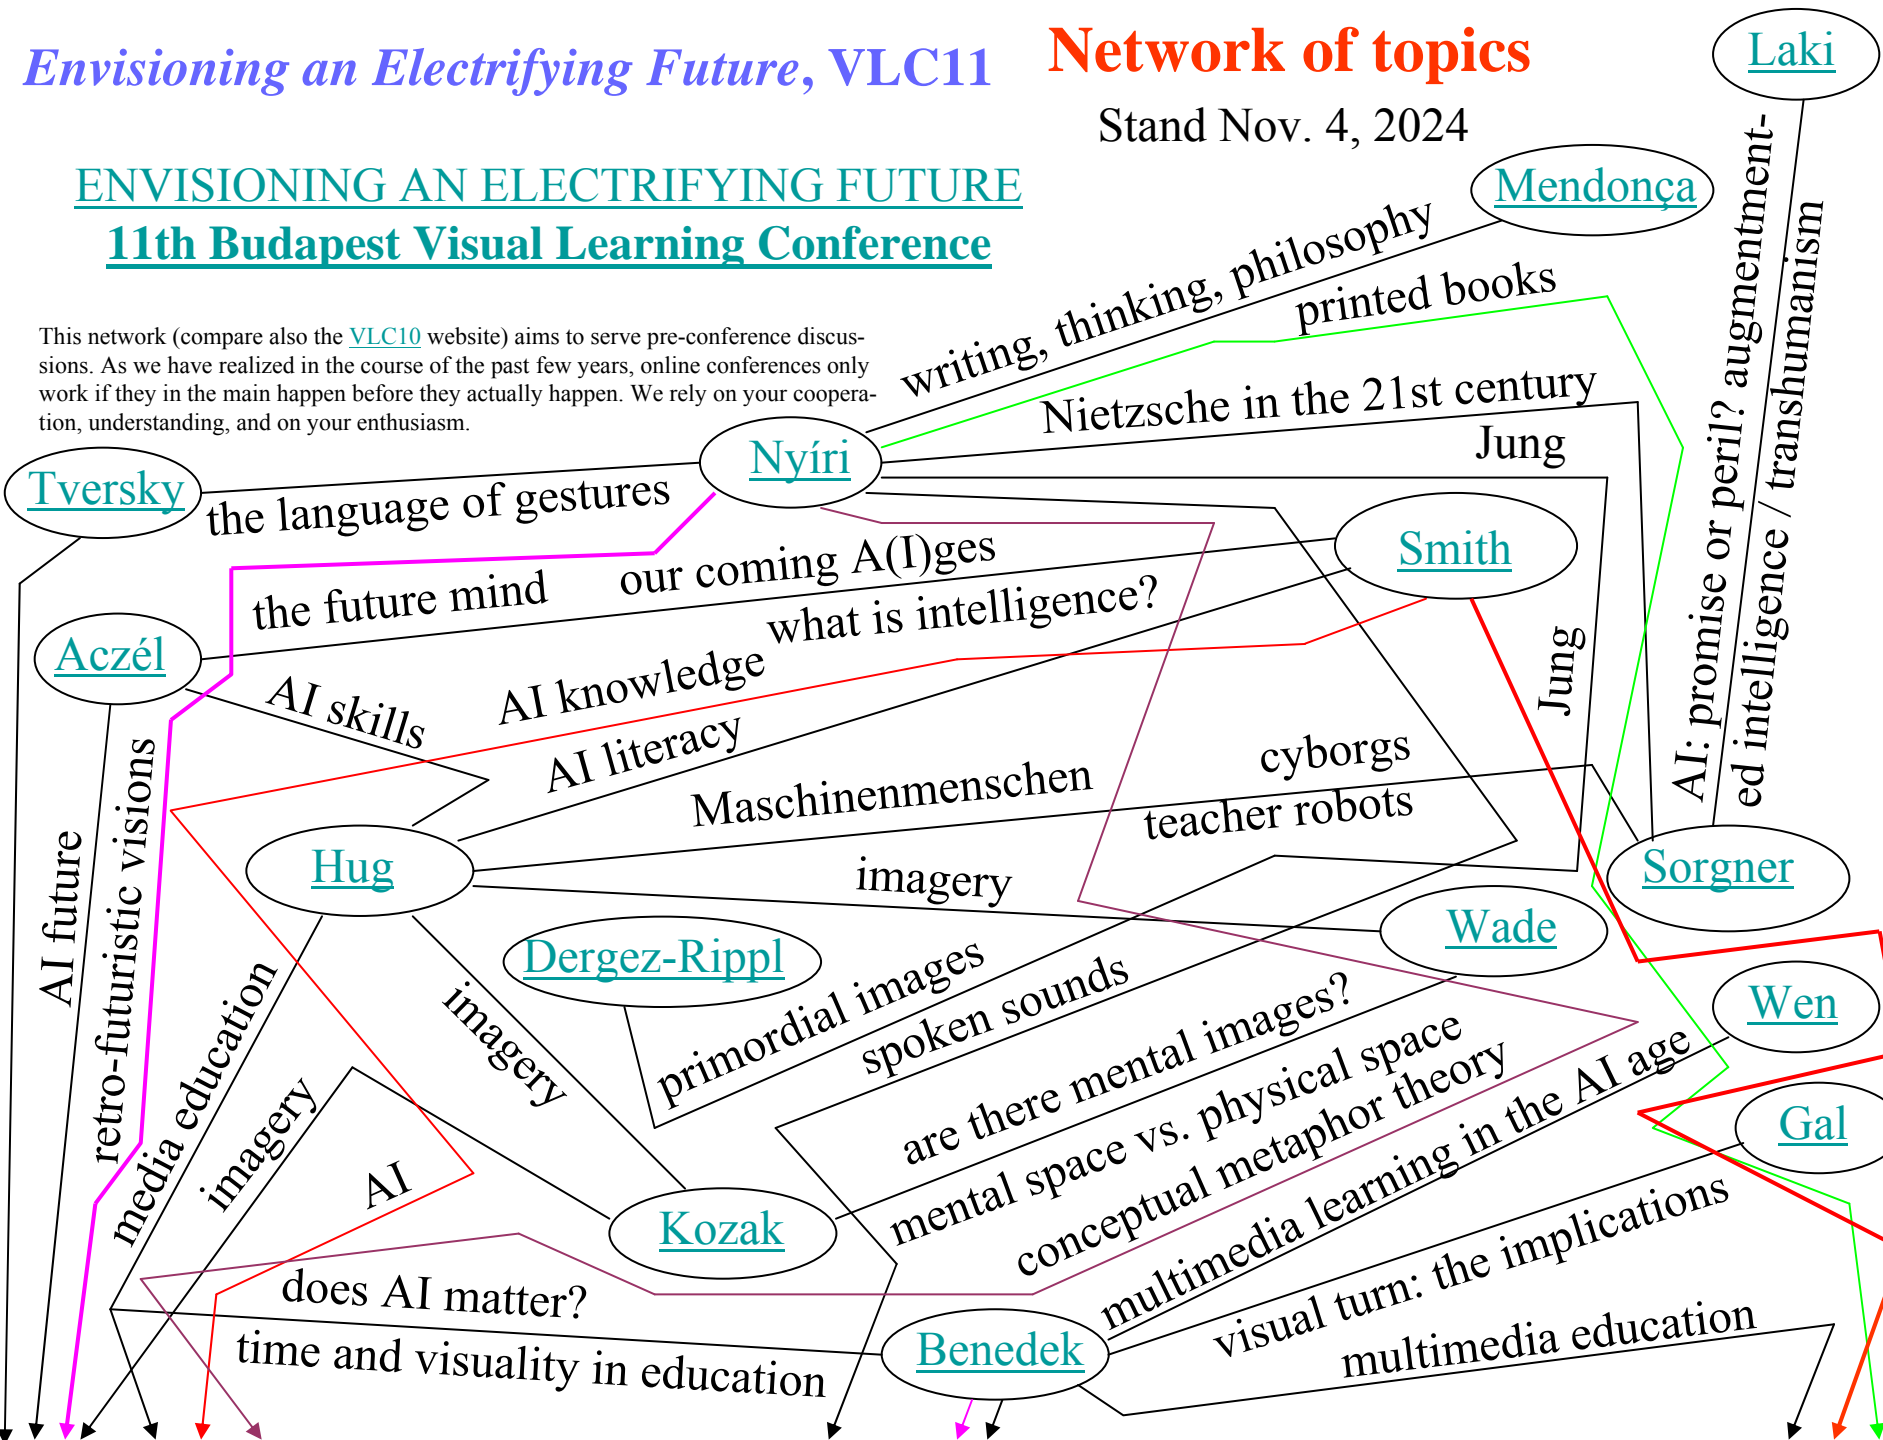 Envisioning an Electrifying Future, VLC11
Network of topics
Stand Nov. 4, 2024
ENVISIONING AN ELECTRIFYING FUTURE
11th Budapest Visual Learning Conference
This network (compare also the VLC10 website) aims to serve pre-conference discus-
sions. As we have realized in the course of the past few years, online conferences only
work if they in the main happen before they actually happen. We rely on your coopera-
tion, understanding, and on your enthusiasm.
Laki
Mendonça
writing, thinking, philosophy
printed books
Nietzsche in the 21st century
Jung
AI: promise or peril? augmentment-
ed intelligence / transhumanism
Tversky
Nyíri
the language of gestures
Smith
the future mind
our coming A(I)ges
what is intelligence?
Aczél
AI skills
AI knowledge
AI literacy
Jung
cyborgs
Maschinenmenschen
teacher robots
AI future
retro-futuristic visions
Hug
imagery
Sorgner
Wade
Dergez-Rippl
primordial images
spoken sounds
media education
imagery
imagery
are there mental images?
mental space vs. physical space
conceptual metaphor theory
Wen
multimedia learning in the AI age
Gal
AI
Kozak
does AI matter?
time and visuality in education
Benedek
visual turn: the implications
multimedia education